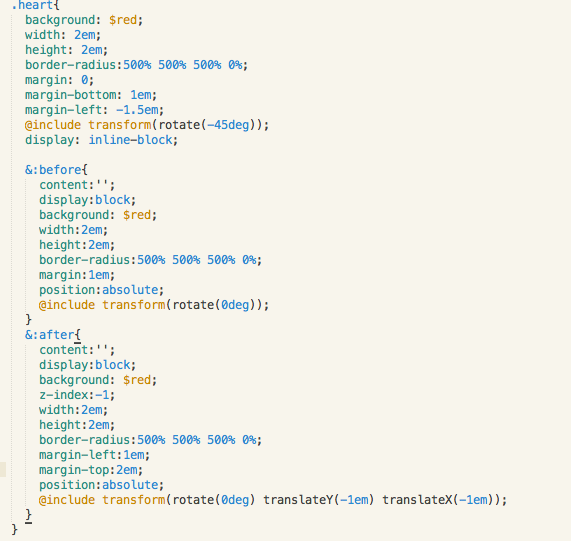 .heart{
background: $red;
width: 2em;
height: 2em;
border-radius:500% 500% 500% 0%;
margin: 0;
margin-bottom: 1em;
margin-left: -1.5em;
@include transform(rotate(-45deg));
display: inline-block;
&:before{
content:'';
display:block;
background: $red;
width:2em;
height:2em;
border-radius:500% 500% 500% 0%;
margin:1em;
position:absolute;
@include transform(rotate(0deg));
}
&:after{
content:'';
display:block;
background: $red;
z-index:-1;
width:2em;
height:2em;
border-radius:500% 500% 500% 0%;
margin-left:1em;
margin-top:2em;
position:absolute;
@include transform(rotate(0deg) translateY(-1em) translateX(-1em));
}
}